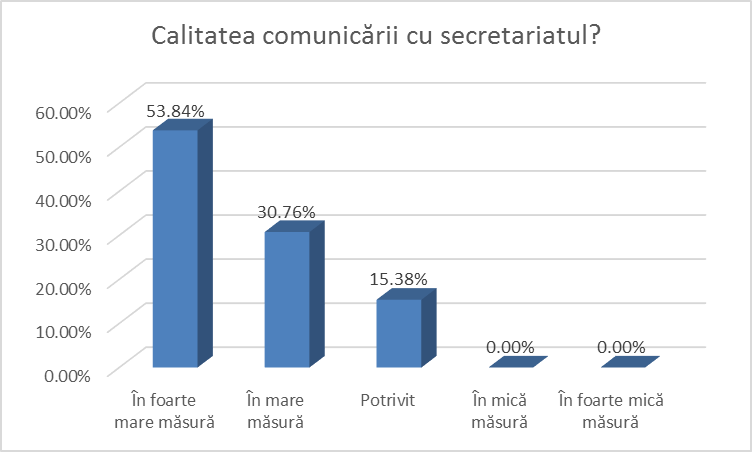 Calitatea comunicării cu secretariatul?
60.00%
50.00%
40.00%
30.00%
20.00%
10.00%
0.00%
53.84%
30.76%
15.38%
0.00%
0.00%
În foarte
mare măsură
În mare
măsură
Potrivit
În mică
măsură
În foarte mică
măsură